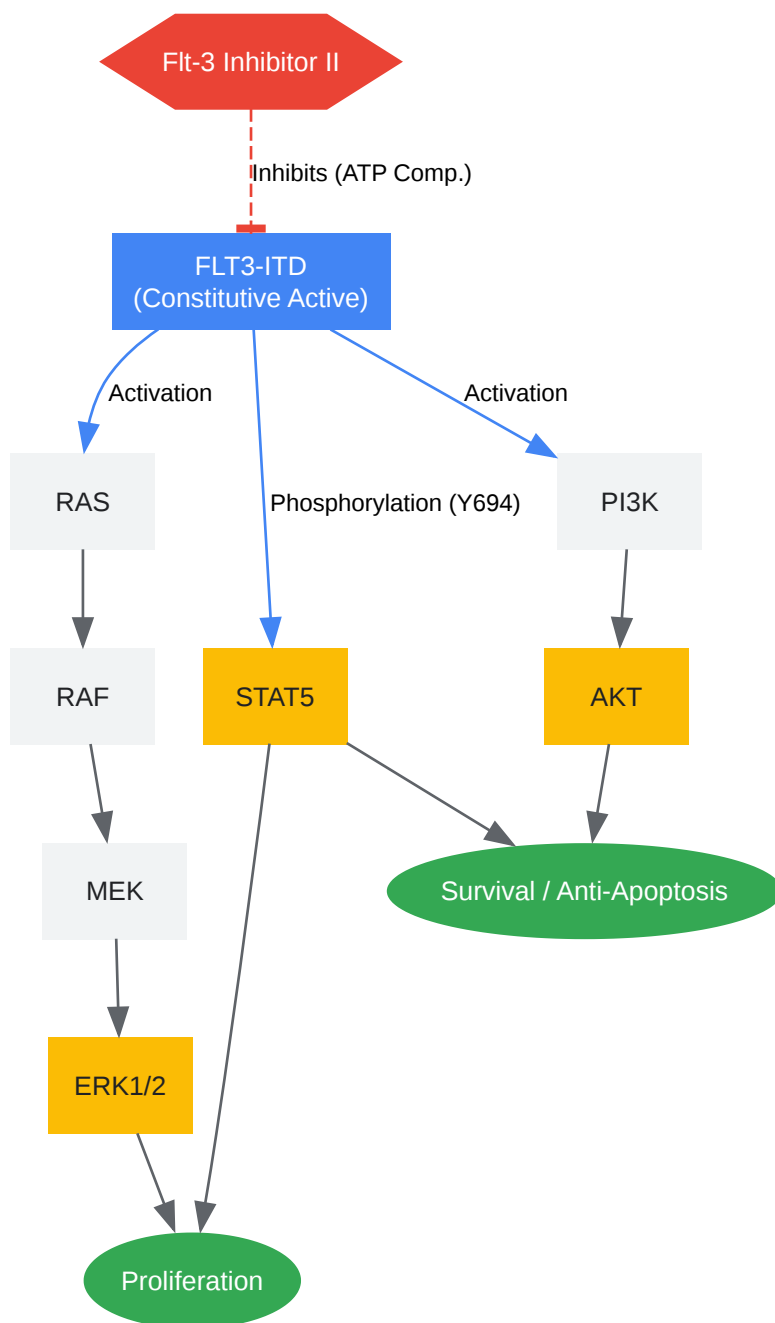 Flt-3 Inhibitor II
Inhibits (ATP Comp.)
FLT3-ITD
(Constitutive Active)
Activation
Activation
Phosphorylation (Y694)
RAS
PI3K
RAF
STAT5
AKT
MEK
Survival / Anti-Apoptosis
ERK1/2
Proliferation